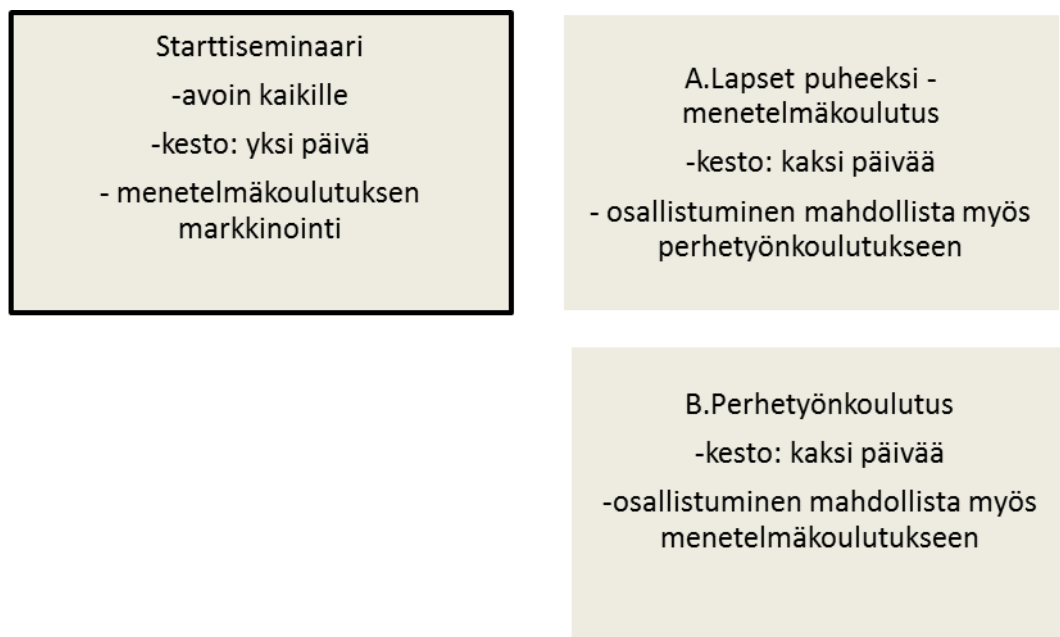 Starttiseminaari
-avoin kaikille
-kesto: yksi päivä
- menetelmäkoulutuksen
markkinointi
A.Lapset puheeksi -
menetelmäkoulutus
-kesto: kaksi päivää
- osallistuminen mahdollista myös
perhetyönkoulutukseen
B.Perhetyönkoulutus
-kesto: kaksi päivää
-osallistuminen mahdollista myös
menetelmäkoulutukseen